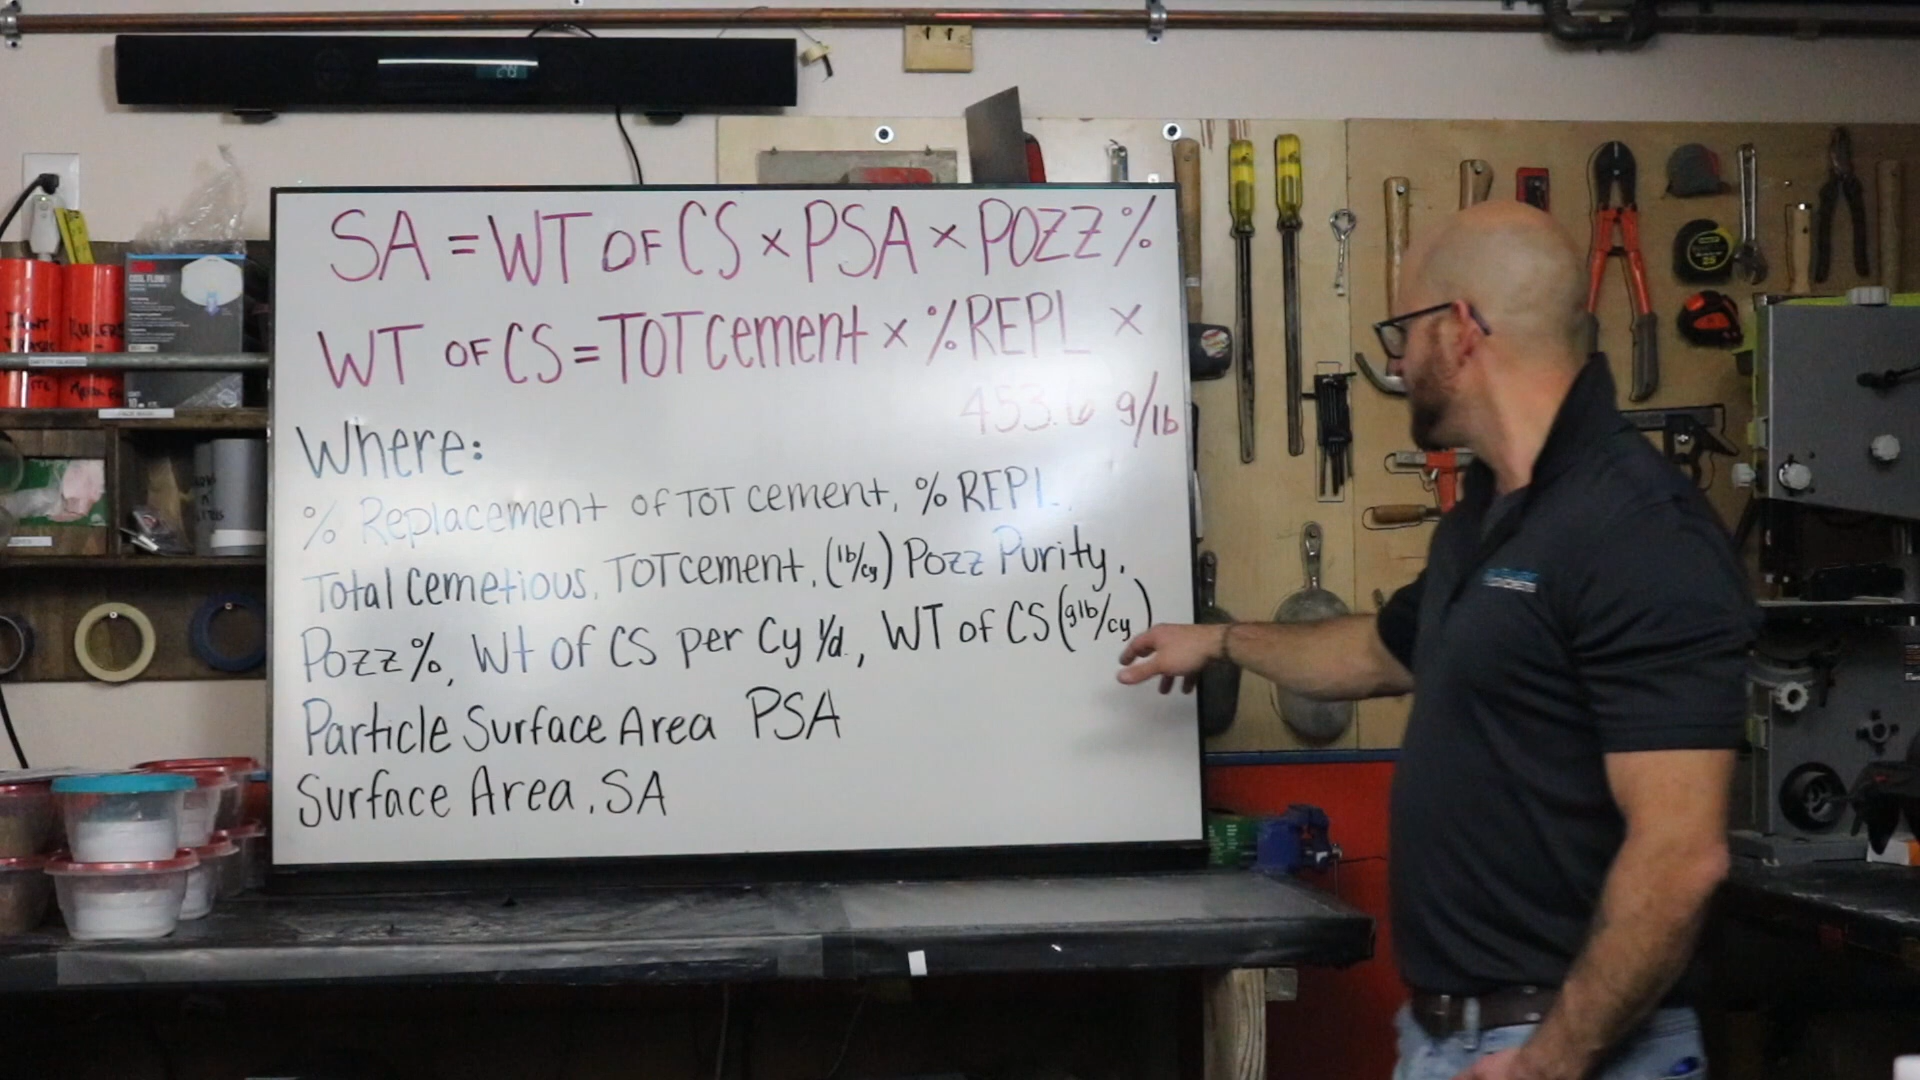 SA = WT OF CS x PSA x POZZ %
WT OF CS = TOT Cement x % REPL x
453.6 g/lb
Where:
% Replacement of TOT cement, % REPL.
Total Cemetious, TOT cement, (lb/cy) Pozz Purity,
Pozz %, Wt of CS per Cy Yd, WT of CS (glb/cy)
Particle Surface Area PSA
Surface Area, SA